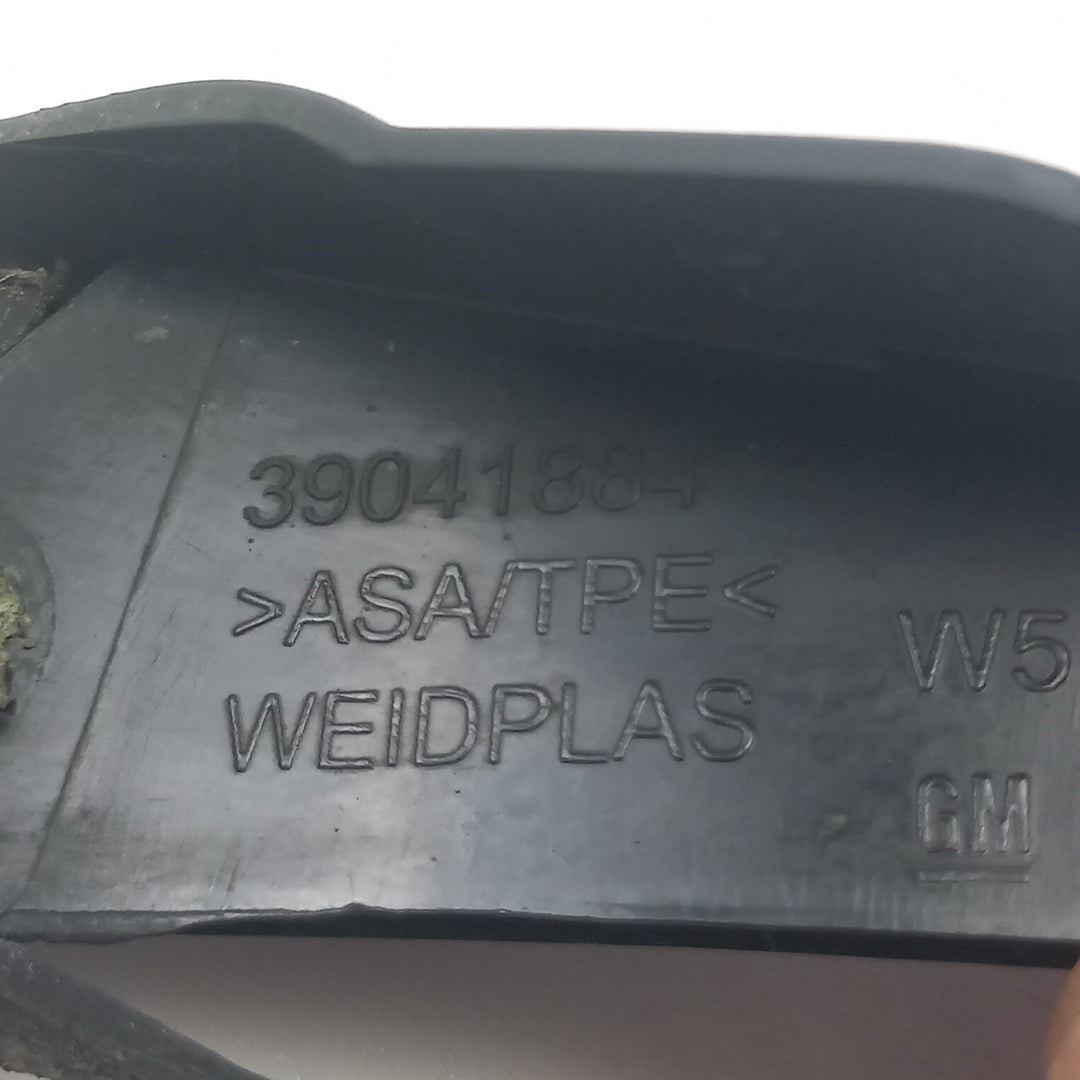 39041884
>ASA/TPE<
WEIDPLAS
W5
GM